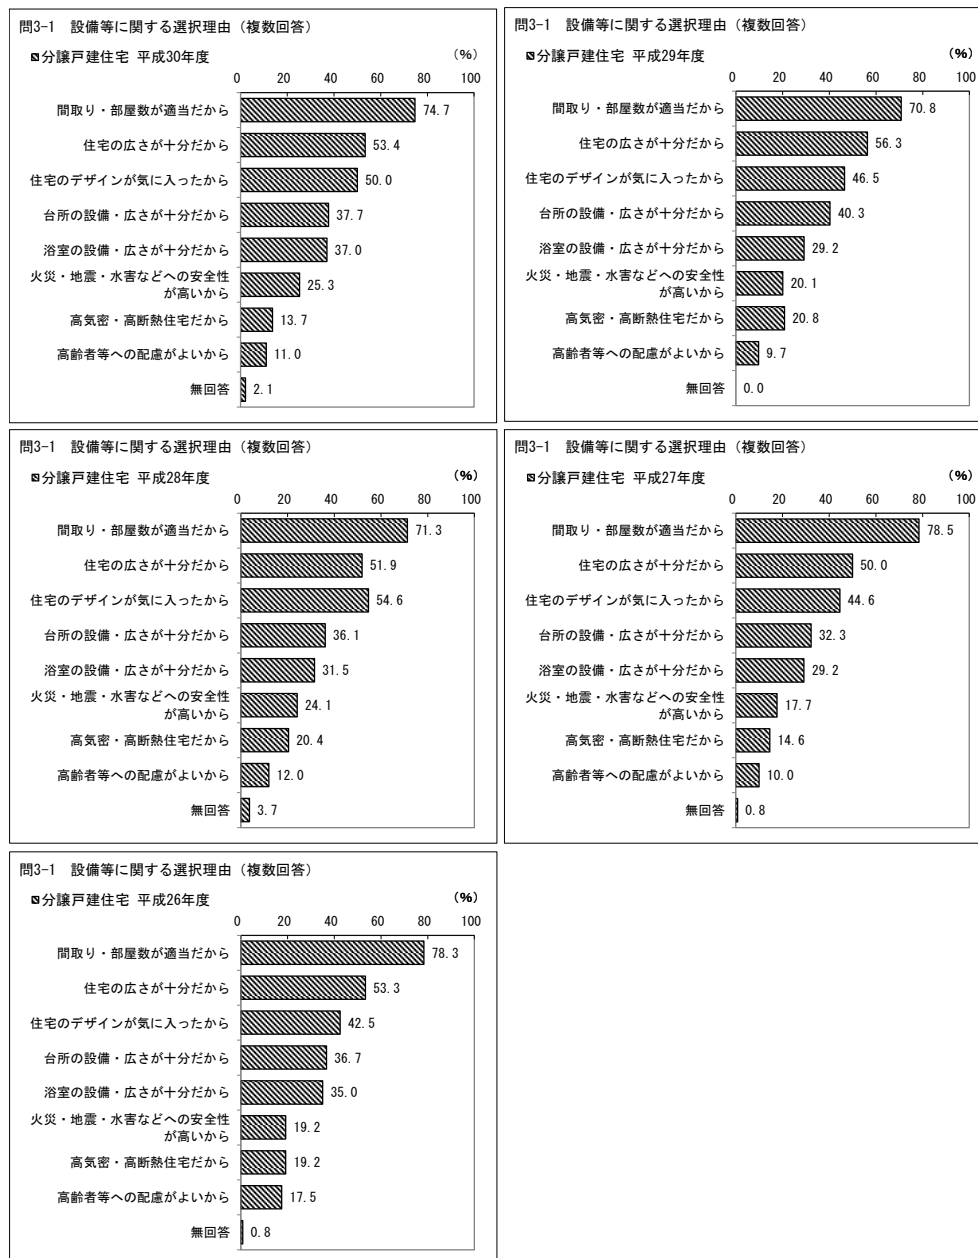 問3-1　設備等に関する選択理由（複数回答）
分譲戸建住宅 平成30年度
(%)
0 20 40 60 80 100
間取り・部屋数が適当だから 74.7
住宅の広さが十分だから 53.4
住宅のデザインが気に入ったから 50.0
台所の設備・広さが十分だから 37.7
浴室の設備・広さが十分だから 37.0
火災・地震・水害などへの安全性
が高いから 25.3
高気密・高断熱住宅だから 13.7
高齢者等への配慮がよいから 11.0
無回答 2.1
問3-1　設備等に関する選択理由（複数回答）
分譲戸建住宅 平成29年度
(%)
0 20 40 60 80 100
間取り・部屋数が適当だから 70.8
住宅の広さが十分だから 56.3
住宅のデザインが気に入ったから 46.5
台所の設備・広さが十分だから 40.3
浴室の設備・広さが十分だから 29.2
火災・地震・水害などへの安全性
が高いから 20.1
高気密・高断熱住宅だから 20.8
高齢者等への配慮がよいから 9.7
無回答 0.0
問3-1　設備等に関する選択理由（複数回答）
分譲戸建住宅 平成28年度
(%)
0 20 40 60 80 100
間取り・部屋数が適当だから 71.3
住宅の広さが十分だから 51.9
住宅のデザインが気に入ったから 54.6
台所の設備・広さが十分だから 36.1
浴室の設備・広さが十分だから 31.5
火災・地震・水害などへの安全性
が高いから 24.1
高気密・高断熱住宅だから 20.4
高齢者等への配慮がよいから 12.0
無回答 3.7
問3-1　設備等に関する選択理由（複数回答）
分譲戸建住宅 平成27年度
(%)
0 20 40 60 80 100
間取り・部屋数が適当だから 78.5
住宅の広さが十分だから 50.0
住宅のデザインが気に入ったから 44.6
台所の設備・広さが十分だから 32.3
浴室の設備・広さが十分だから 29.2
火災・地震・水害などへの安全性
が高いから 17.7
高気密・高断熱住宅だから 14.6
高齢者等への配慮がよいから 10.0
無回答 0.8
問3-1　設備等に関する選択理由（複数回答）
分譲戸建住宅 平成26年度
(%)
0 20 40 60 80 100
間取り・部屋数が適当だから 78.3
住宅の広さが十分だから 53.3
住宅のデザインが気に入ったから 42.5
台所の設備・広さが十分だから 36.7
浴室の設備・広さが十分だから 35.0
火災・地震・水害などへの安全性
が高いから 19.2
高気密・高断熱住宅だから 19.2
高齢者等への配慮がよいから 17.5
無回答 0.8